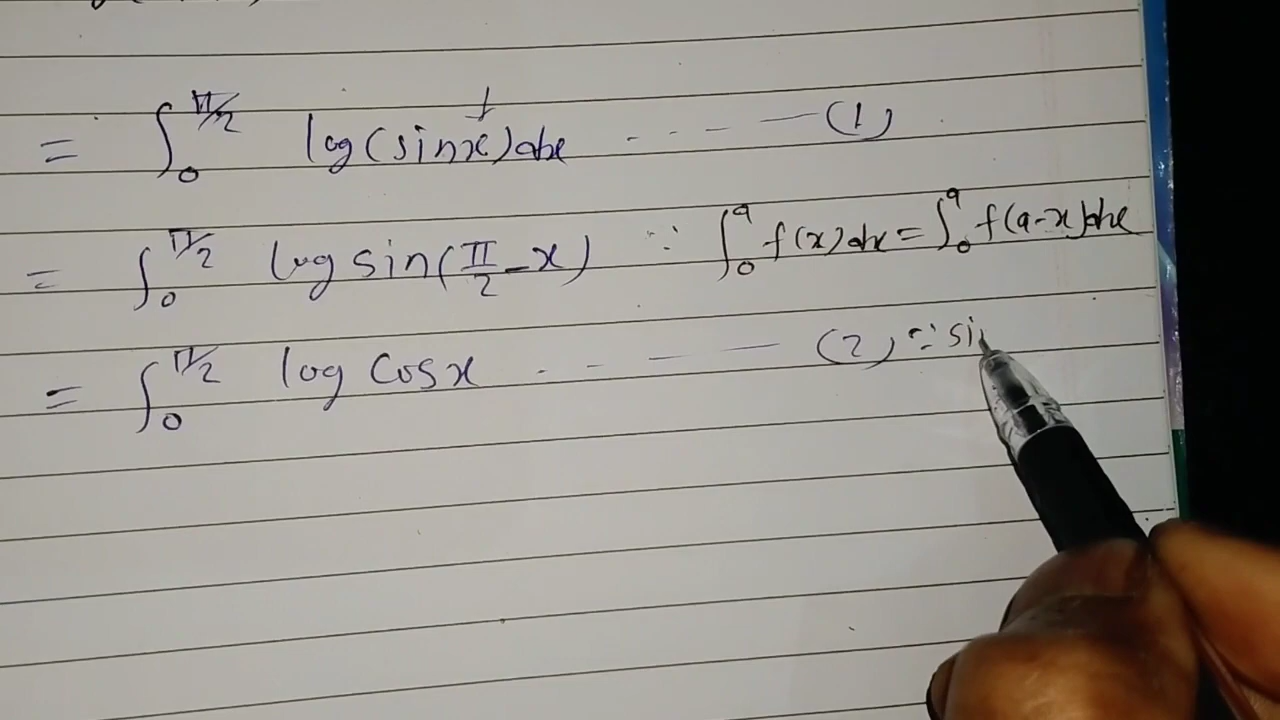 = ∫₀^π/2 log(sinx)dx - - - - — (1)
= ∫₀^π/2 log sin(π/2 - x) ∵ ∫₀^a f(x)dx = ∫₀^a f(a-x)dx
= ∫₀^π/2 log cosx - - — — (2) ∵ si